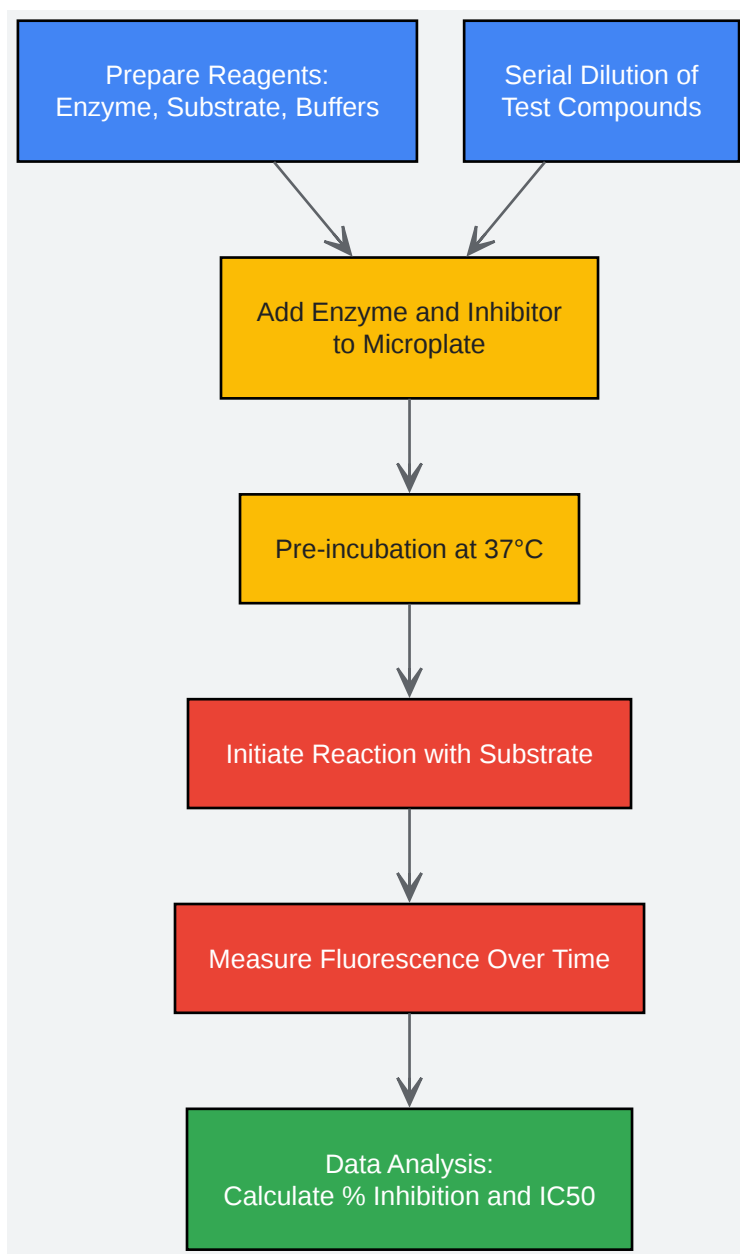 Prepare Reagents:
Enzyme, Substrate, Buffers
Serial Dilution of
Test Compounds
Add Enzyme and Inhibitor
to Microplate
Pre-incubation at 37°C
Initiate Reaction with Substrate
Measure Fluorescence Over Time
Data Analysis:
Calculate % Inhibition and IC50